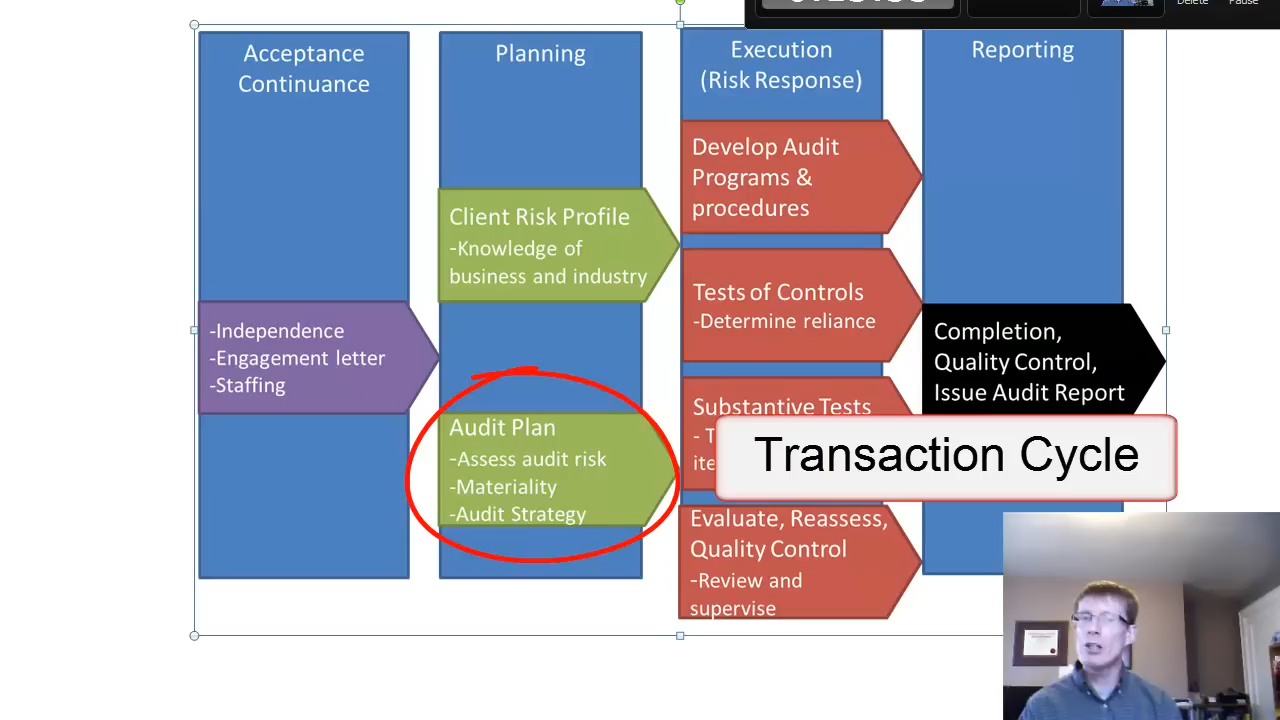 Delete Pause
Acceptance
Continuance
Planning
Execution
(Risk Response)
Reporting
-Independence
-Engagement letter
-Staffing
Client Risk Profile
-Knowledge of
business and industry
Audit Plan
-Assess audit risk
-Materiality
-Audit Strategy
Develop Audit
Programs &
procedures
Tests of Controls
-Determine reliance
Substantive Tests
Evaluate, Reassess,
Quality Control
-Review and
supervise
Completion,
Quality Control,
Issue Audit Report
Transaction Cycle